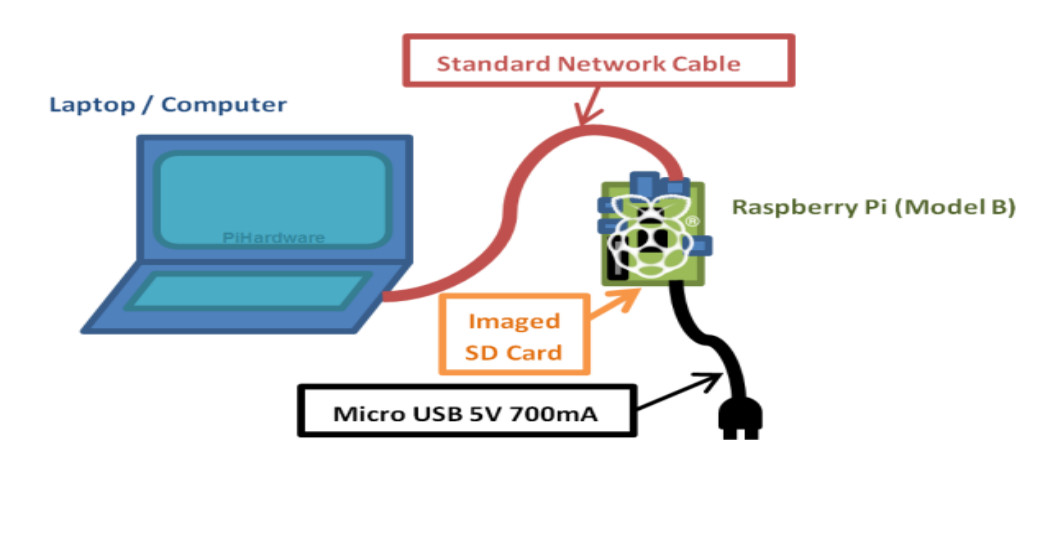 Standard Network Cable
Laptop / Computer
Raspberry Pi (Model B)
PiHardware
®
Imaged
SD Card
Micro USB 5V 700mA